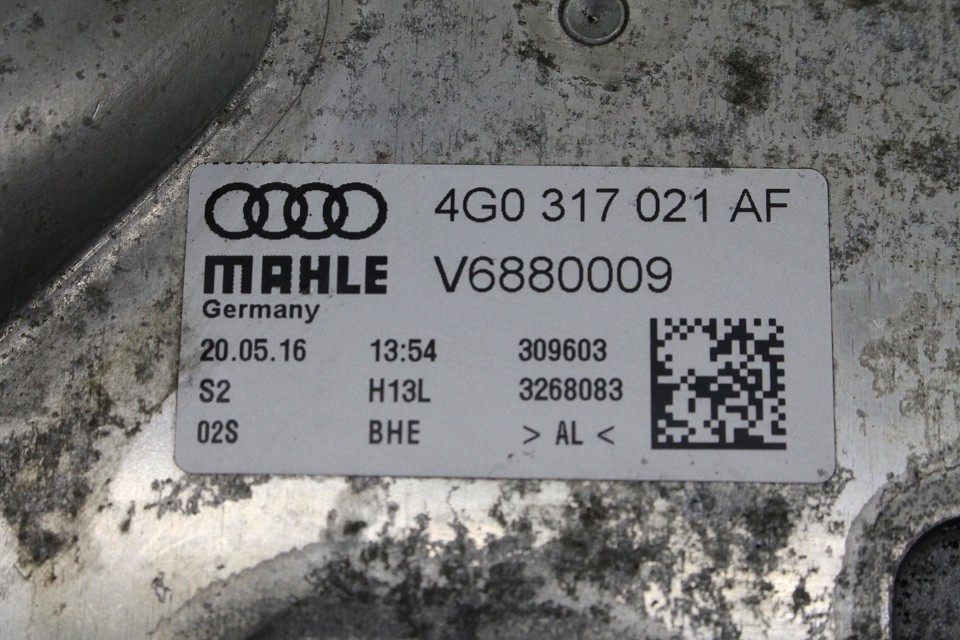 4G0 317 021 AF
MAHLE V6880009
Germany
20.05.16 13:54 309603
S2 H13L 3268083
02S BHE > AL <